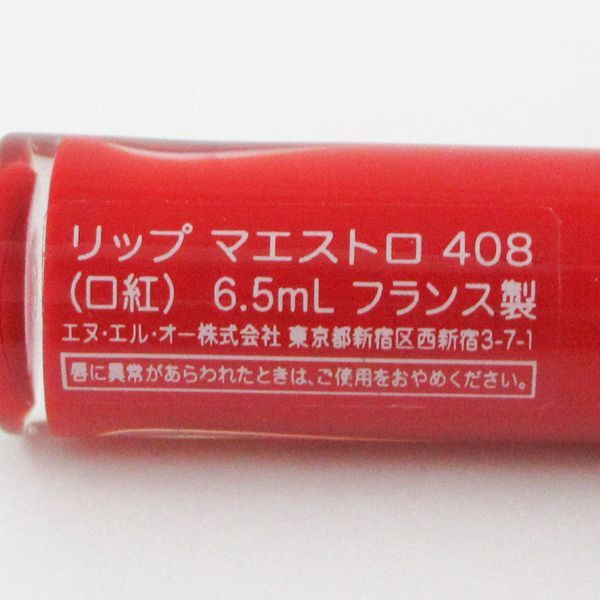 リップ マエストロ 408
（口紅） 6.5mL フランス製
エヌ・エル・オー株式会社 東京都新宿区西新宿3-7-1
唇に異常があらわれたときは、ご使用をおやめください。